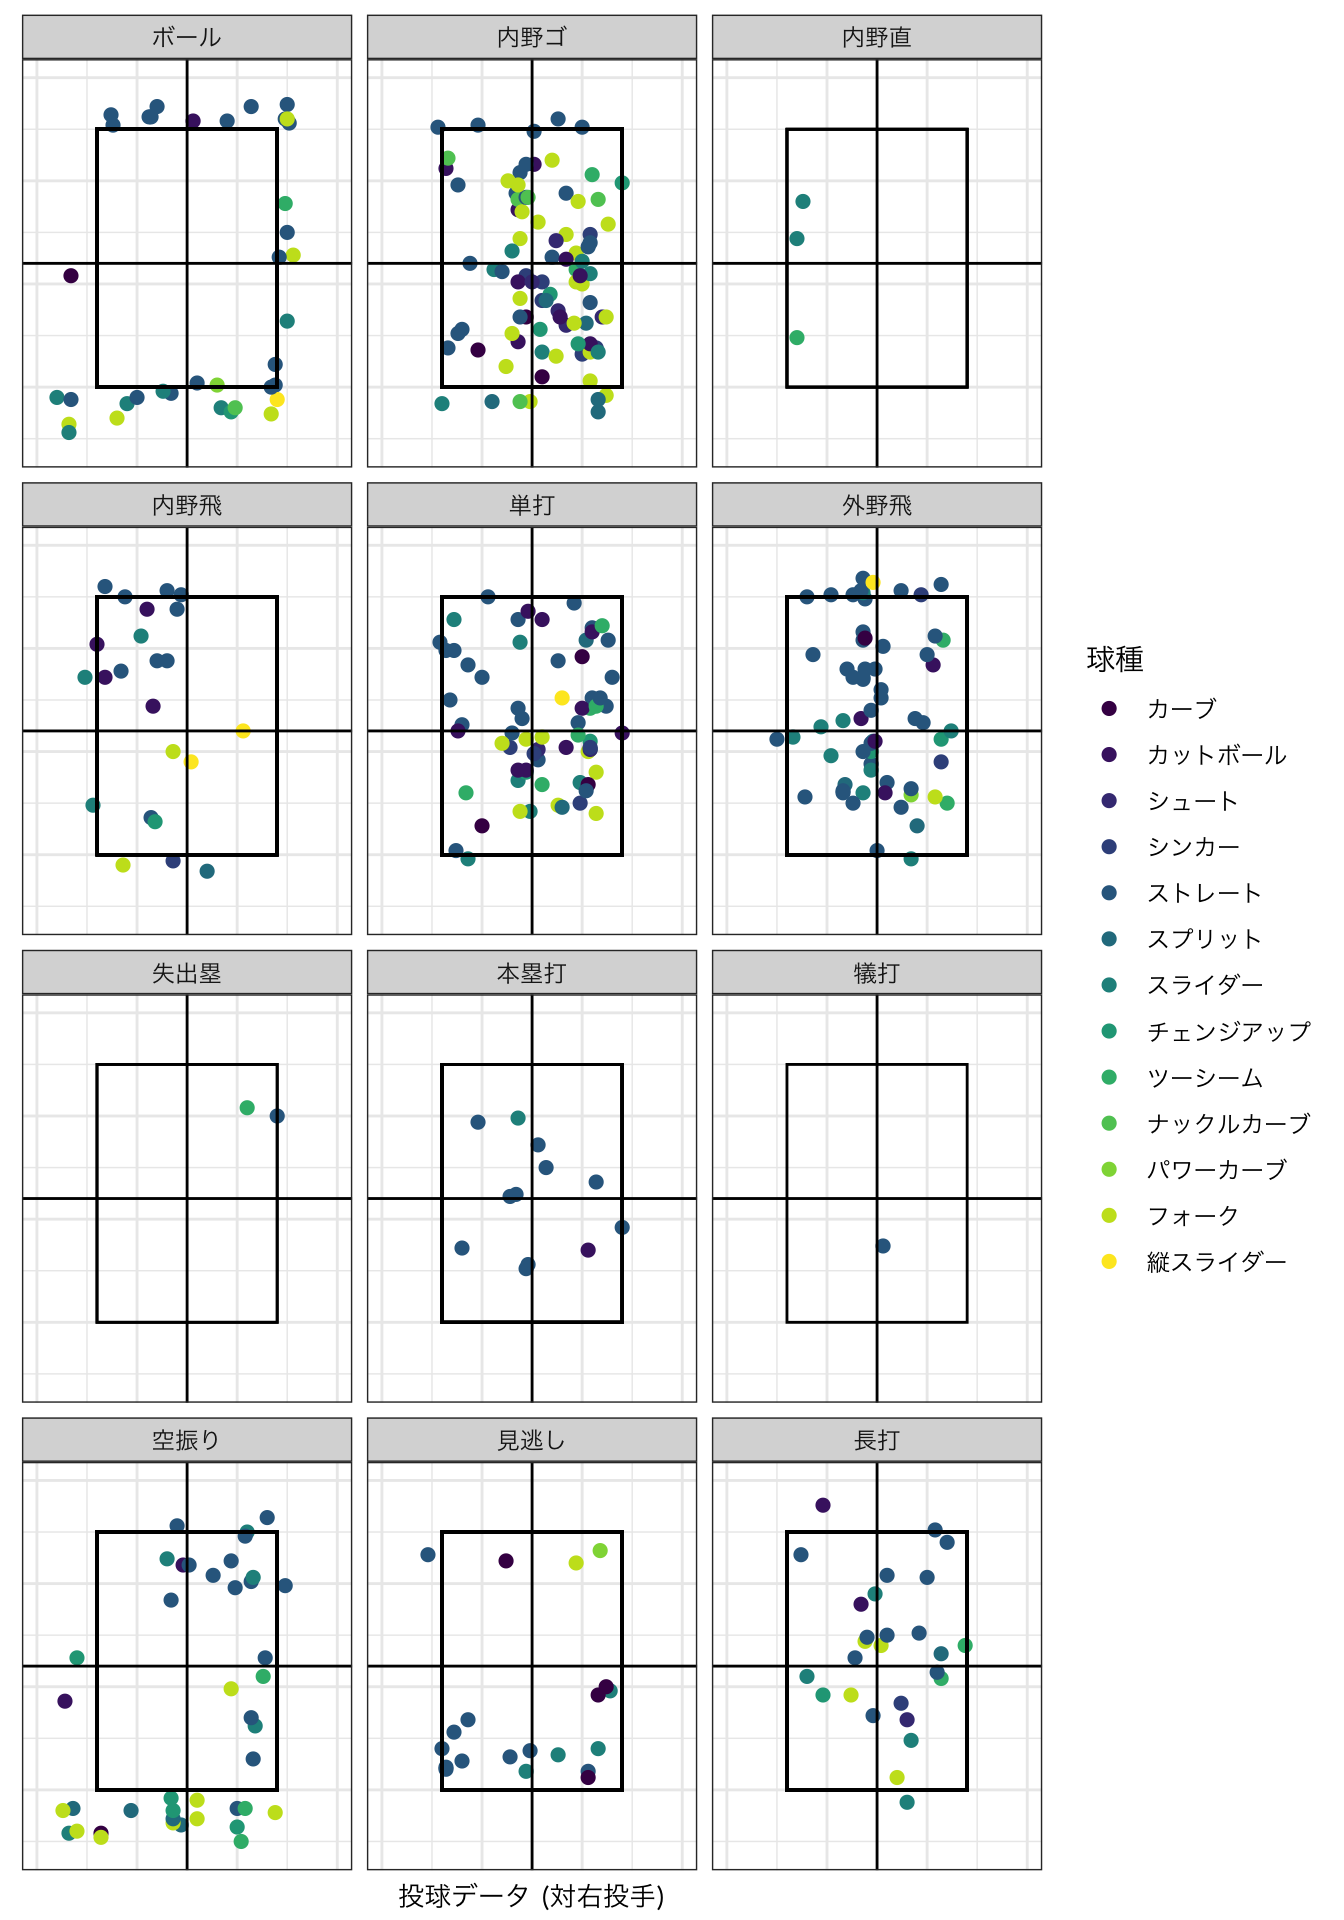 ボール
内野ゴ
内野直
内野飛
単打
外野飛
失出塁
本塁打
犠打
空振り
見逃し
長打
投球データ (対右投手)
球種
カーブ
カットボール
シュート
シンカー
ストレート
スプリット
スライダー
チェンジアップ
ツーシーム
ナックルカーブ
パワーカーブ
フォーク
縦スライダー